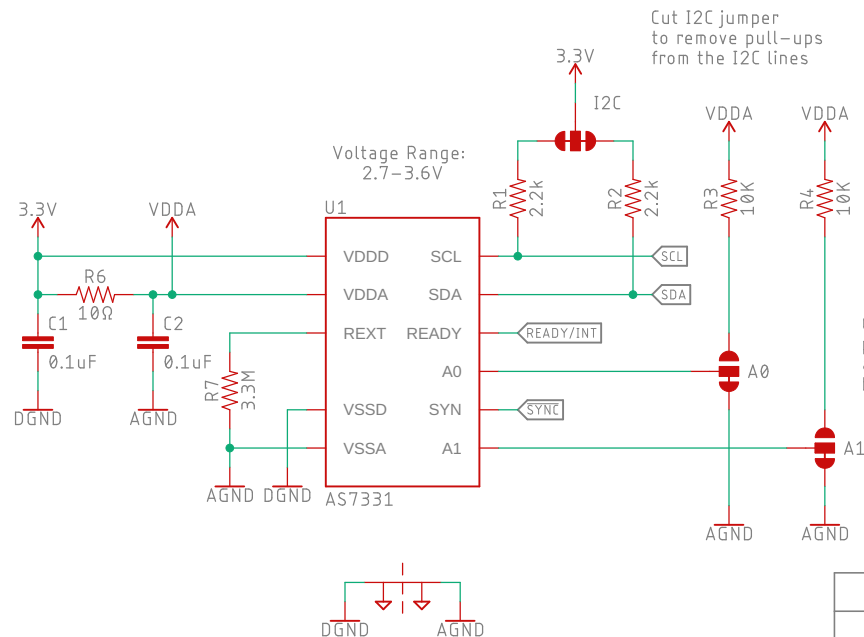 Cut I2C jumper
to remove pull-ups
from the I2C lines
3.3V
I2C
VDDA
VDDA
Voltage Range:
2.7-3.6V
R1
2.2k
R2
2.2k
R3
10K
R4
10K
3.3V
VDDA
U1
VDDD
SCL
SCL
R6
10Ω
VDDA
SDA
SDA
C1
0.1uF
C2
0.1uF
REXT
READY
READY/INT
A0
A0
R7
3.3M
VSSD
SYN
SYNC
DGND
AGND
VSSA
A1
A1
AGND
DGND
AS7331
AGND
AGND
DGND
AGND